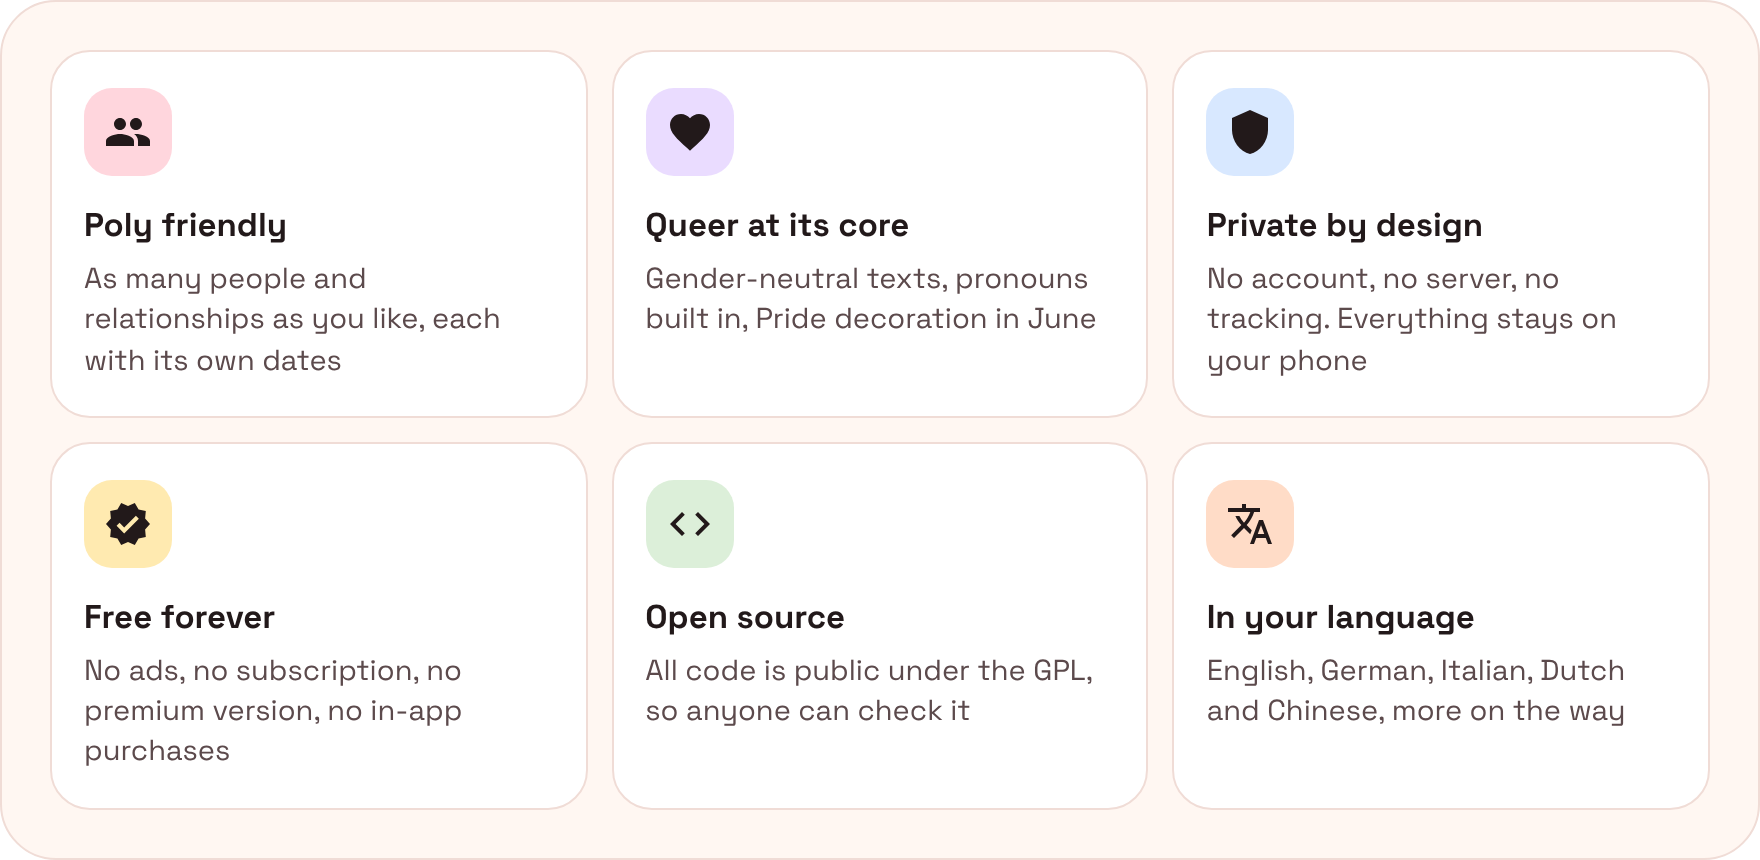 Poly friendly
As many people and
relationships as you like, each
with its own dates
Queer at its core
Gender-neutral texts, pronouns
built in, Pride decoration in June
Private by design
No account, no server, no
tracking. Everything stays on
your phone
Free forever
No ads, no subscription, no
premium version, no in-app
purchases
Open source
All code is public under the GPL,
so anyone can check it
In your language
English, German, Italian, Dutch
and Chinese, more on the way